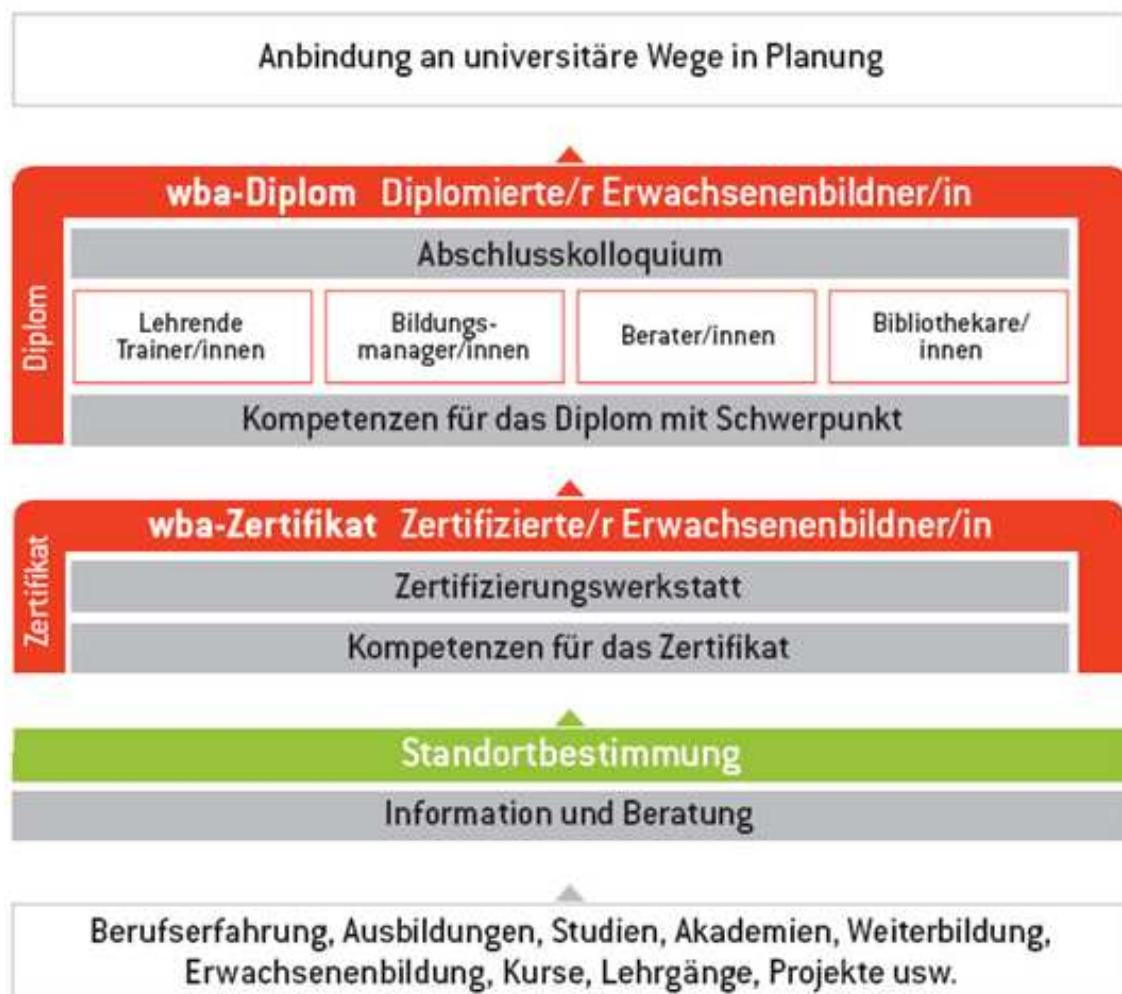 Anbindung an universitäre Wege in Planung
wba-Diplom Diplomierte/r Erwachsenenbildner/in
Diplom
Abschlusskolloquium
Lehrende
Trainer/innen
Bildungs-
manager/innen
Berater/innen
Bibliothekare/
innen
Kompetenzen für das Diplom mit Schwerpunkt
wba-Zertifikat Zertifizierte/r Erwachsenenbildner/in
Zertifikat
Zertifizierungswerkstatt
Kompetenzen für das Zertifikat
Standortbestimmung
Information und Beratung
Berufserfahrung, Ausbildungen, Studien, Akademien, Weiterbildung,
Erwachsenenbildung, Kurse, Lehrgänge, Projekte usw.